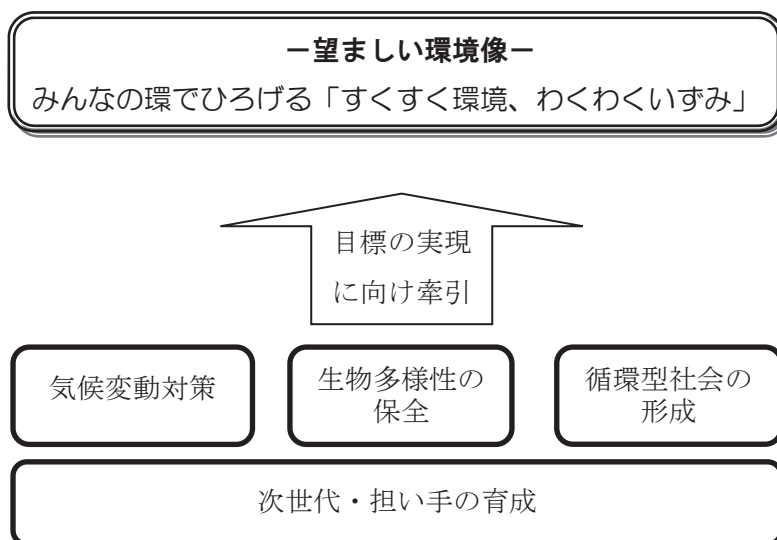 －望ましい環境像－
みんなの環でひろげる「すくすく環境、わくわくいずみ」
目標の実現
に向け牽引
気候変動対策
生物多様性の
保全
循環型社会の
形成
次世代・担い手の育成